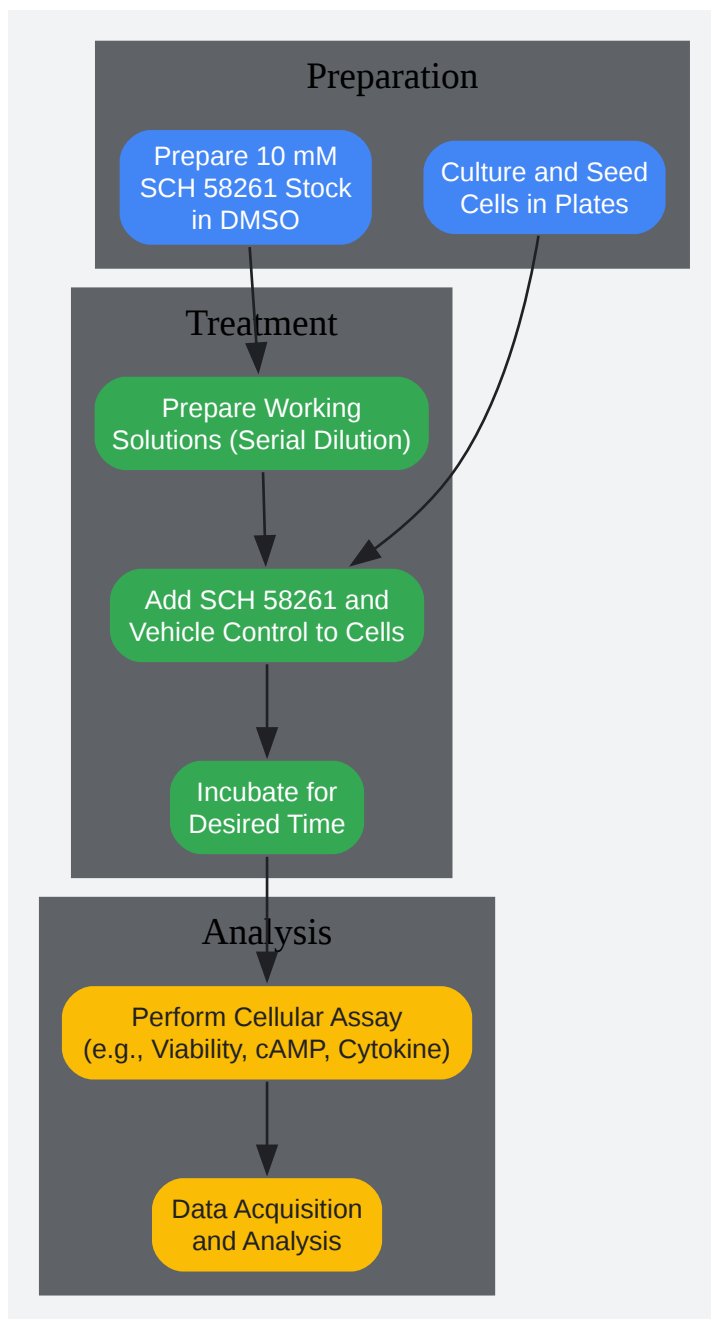 Preparation
Prepare 10 mM
SCH 58261 Stock
in DMSO
Culture and Seed
Cells in Plates
Treatment
Prepare Working
Solutions (Serial Dilution)
Add SCH 58261 and
Vehicle Control to Cells
Incubate for
Desired Time
Analysis
Perform Cellular Assay
(e.g., Viability, cAMP, Cytokine)
Data Acquisition
and Analysis